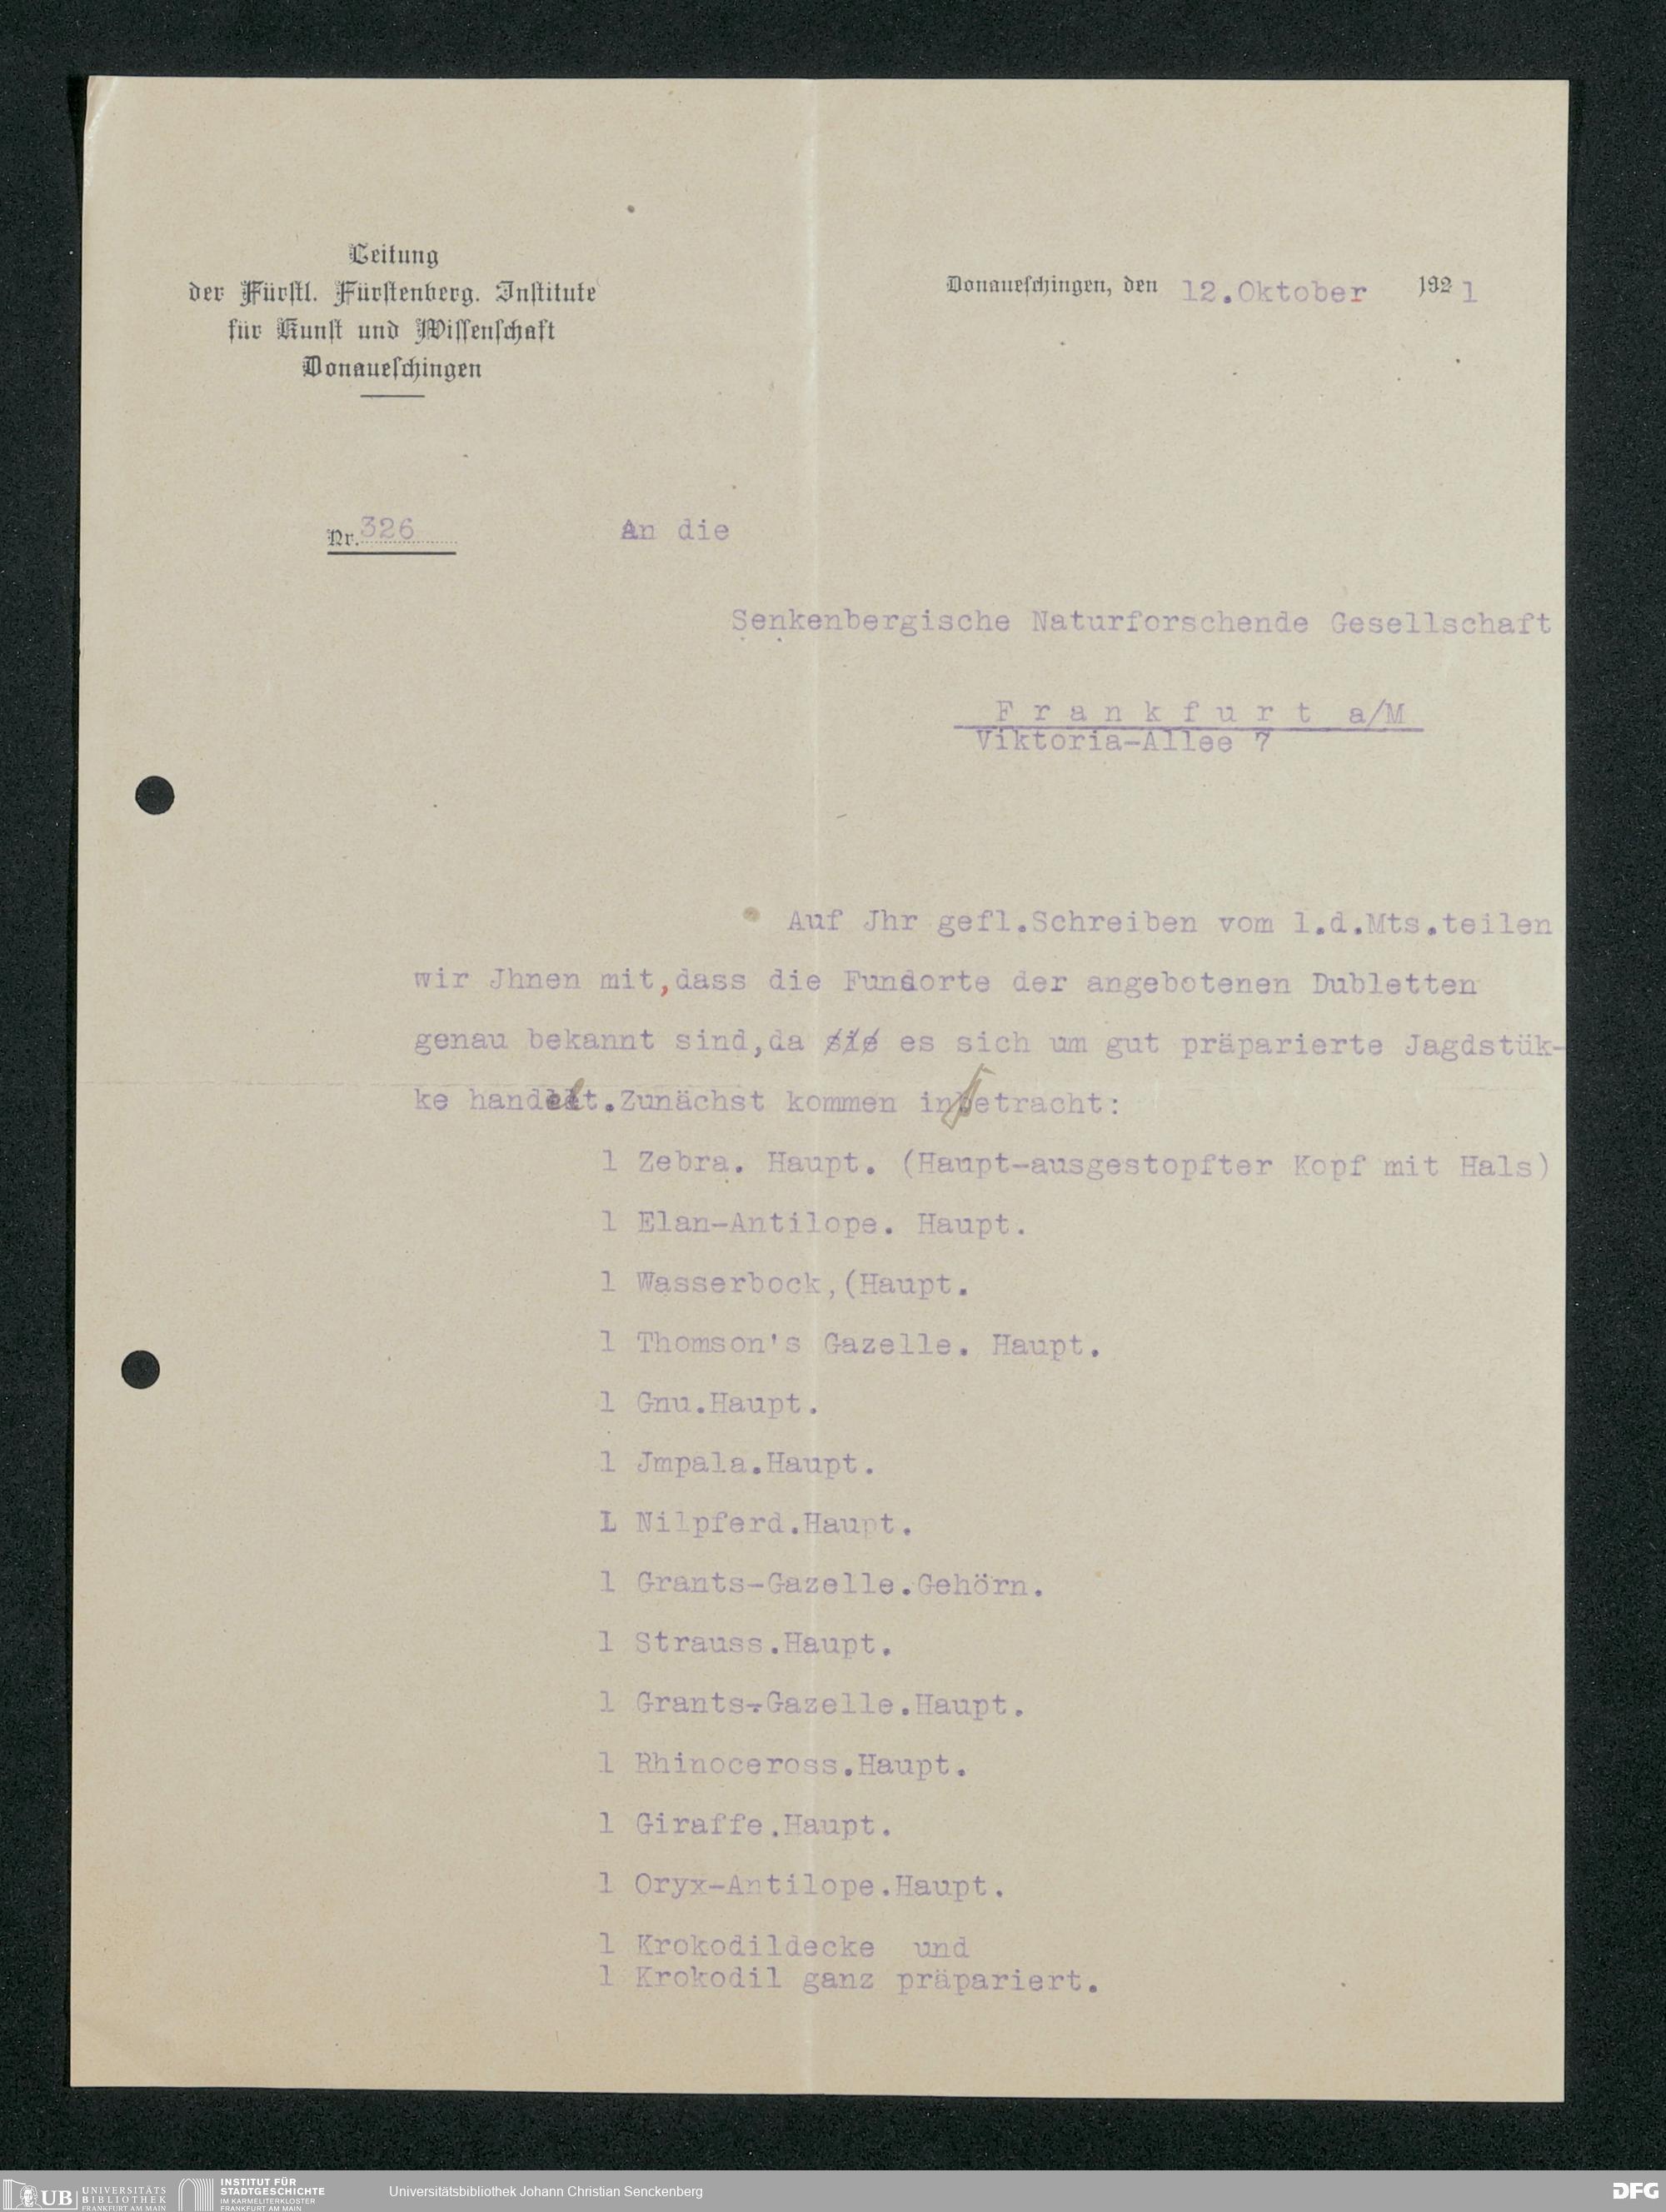 Leitung
der Fürstl. Fürstenberg. Institute
für Kunst und Wissenschaft
Donaueschingen
Donaueschingen, den 12.Oktober 1921
Nr. 326
An die
Senkenbergische Naturforschende Gesellschaft
F r a n k f u r t a/M
Viktoria-Allee 7
Auf Jhr gefl.Schreiben vom 1.d.Mts.teilen
wir Jhnen mit,dass die Fundorte der angebotenen Dubletten
genau bekannt sind,da sie es sich um gut präparierte Jagdstük-
ke handelt.Zunächst kommen inbetracht:
1 Zebra. Haupt. (Haupt-ausgestopfter Kopf mit Hals)
1 Elan-Antilope. Haupt.
1 Wasserbock,(Haupt.
1 Thomson's Gazelle. Haupt.
1 Gnu.Haupt.
1 Jmpala.Haupt.
1 Nilpferd.Haupt.
1 Grants-Gazelle.Gehörn.
1 Strauss.Haupt.
1 Grants-Gazelle.Haupt.
1 Rhinoceross.Haupt.
1 Giraffe.Haupt.
1 Oryx-Antilope.Haupt.
1 Krokodildecke und
1 Krokodil ganz präpariert.
UB UNIVERSITÄTS BIBLIOTHEK FRANKFURT AM MAIN
INSTITUT FÜR STADTGESCHICHTE IM KARMELITERKLOSTER FRANKFURT AM MAIN
Universitätsbibliothek Johann Christian Senckenberg
DFG